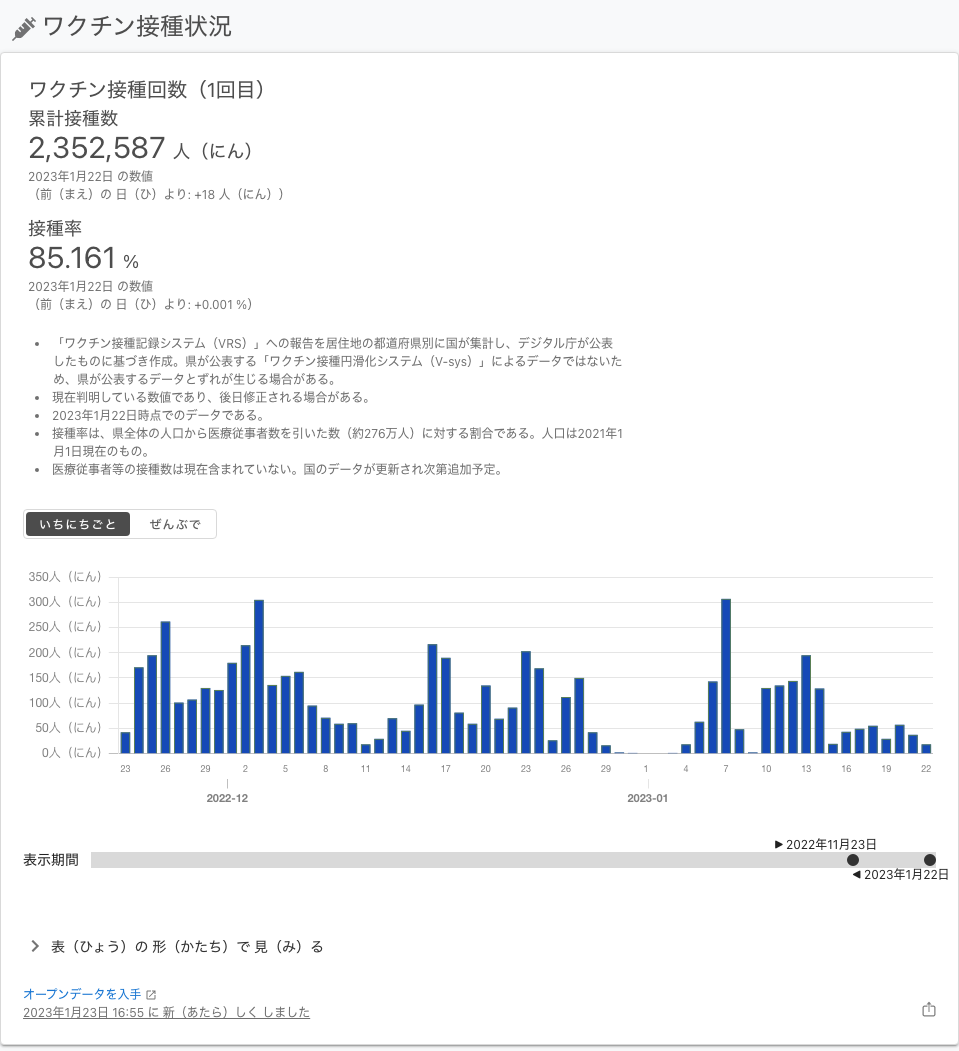 ワクチン接種状況
ワクチン接種回数（1回目）
累計接種数
2,352,587 人（にん）
2023年1月22日 の数値
（前（まえ）の 日（ひ）より: +18 人（にん））
接種率
85.161 %
2023年1月22日 の数値
（前（まえ）の 日（ひ）より: +0.001 %）
• 「ワクチン接種記録システム（VRS）」への報告を居住地の都道府県別に国が集計し、デジタル庁が公表
したものに基づき作成。県が公表する「ワクチン接種円滑化システム（V-sys）」によるデータではないた
め、県が公表するデータとずれが生じる場合がある。
• 現在判明している数値であり、後日修正される場合がある。
• 2023年1月22日時点でのデータである。
• 接種率は、県全体の人口から医療従事者数を引いた数（約276万人）に対する割合である。人口は2021年1
月1日現在のもの。
• 医療従事者等の接種数は現在含まれていない。国のデータが更新され次第追加予定。
いちにちごと ぜんぶで
350人（にん）
300人（にん）
250人（にん）
200人（にん）
150人（にん）
100人（にん）
50人（にん）
0人（にん）
23 26 29 2 5 8 11 14 17 20 23 26 29 1 4 7 10 13 16 19 22
2022-12 2023-01
▶ 2022年11月23日
表示期間
◀ 2023年1月22日
表（ひょう）の 形（かたち）で 見（み）る
オープンデータを入手
2023年1月23日 16:55 に 新（あたら）しく しました